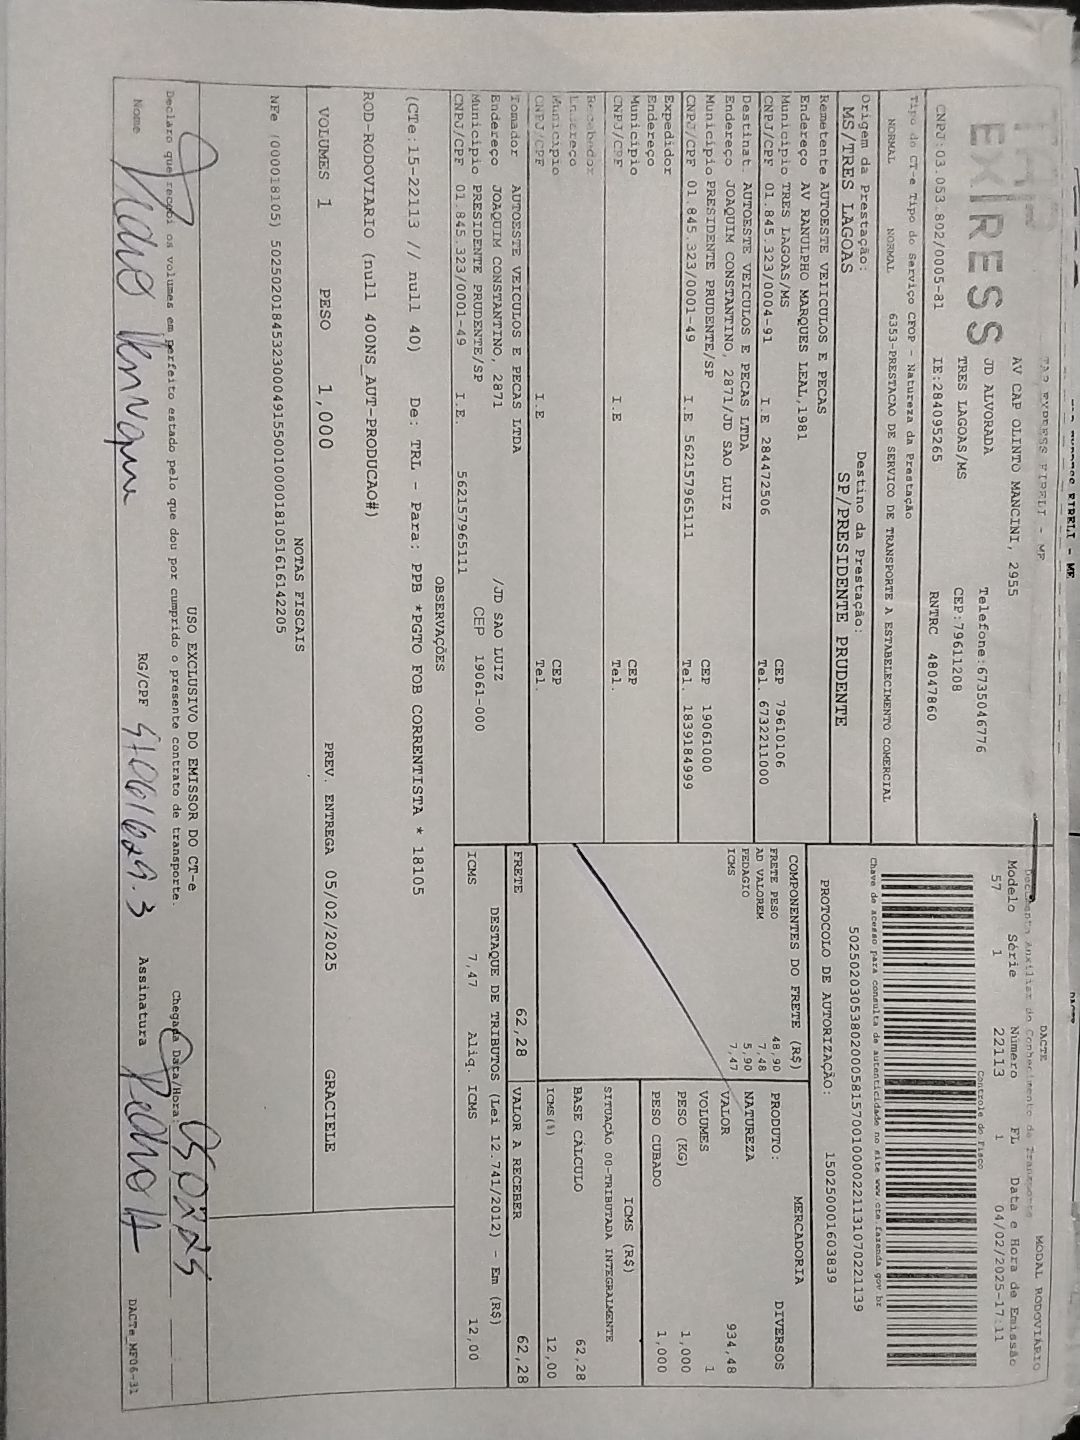 TAP EXPRESS EIRELI - ME
AV CAP OLINTO MANCINI, 2955
JD ALVORADA
Telefone:6735046776
TRES LAGOAS/MS
CEP:79611208
CNPJ:03.053.802/0005-81
IE:284095265
RNTRC 48047860
DACTE
MODAL RODOVIÁRIO
Documento Auxiliar do Conhecimento de Transporte
Modelo Série Número FL Data e Hora de Emissão
57 1 22113 1 04/02/2025-17:11
Controle do Fisco
Tipo do CT-e Tipo do Serviço CFOP - Natureza da Prestação
NORMAL NORMAL 6353-PRESTACAO DE SERVICO DE TRANSPORTE A ESTABELECIMENTO COMERCIAL
Chave de acesso para consulta de autenticidade no site www.cte.fazenda.gov.br
50250203053802000581570010000221131070221139
Origem da Prestação: Destino da Prestação:
MS/TRES LAGOAS SP/PRESIDENTE PRUDENTE
PROTOCOLO DE AUTORIZAÇÃO: 150250001603839
Remetente AUTOESTE VEIICULOS E PECAS
Endereço AV RANULPHO MARQUES LEAL,1981
Município TRES LAGOAS/MS CEP 79610106
CNPJ/CPF 01.845.323/0004-91 I.E 284472506 Tel. 6732211000
Destinat. AUTOESTE VEICULOS E PECAS LTDA
Endereço JOAQUIM CONSTANTINO, 2871/JD SAO LUIZ
Município PRESIDENTE PRUDENTE/SP CEP 19061000
CNPJ/CPF 01.845.323/0001-49 I.E 562157965111 Tel. 1839184999
Expedidor
Endereço
Município CEP
CNPJ/CPF I.E Tel.
Recebedor
Endereço
Município CEP
CNPJ/CPF I.E Tel.
Tomador AUTOESTE VEICULOS E PECAS LTDA
Endereço JOAQUIM CONSTANTINO, 2871 /JD SAO LUIZ
Município PRESIDENTE PRUDENTE/SP CEP 19061-000
CNPJ/CPF 01.845.323/0001-49 I.E. 562157965111
COMPONENTES DO FRETE (R$)
FRETE PESO 48,90
AD VALOREM 7,48
PEDAGIO 5,90
ICMS 7,47
MERCADORIA
PRODUTO: DIVERSOS
NATUREZA
VALOR 934,48
VOLUMES 1
PESO (KG) 1,000
PESO CUBADO 1,000
ICMS (R$)
SITUAÇÃO 00-TRIBUTADA INTEGRALMENTE
BASE CÁLCULO 62,28
ICMS(%) 12,00
FRETE 62,28 VALOR A RECEBER 62,28
DESTAQUE DE TRIBUTOS (Lei 12.741/2012) - Em (R$)
ICMS 7,47 Aliq. ICMS 12,00
OBSERVAÇÕES
(CTe:15-22113 // null 40) De: TRL - Para: PPB *PGTO FOB CORRENTISTA * 18105
ROD-RODOVIARIO (null 400NS_AUT-PRODUCAO#)
VOLUMES 1 PESO 1,000 PREV. ENTREGA 05/02/2025 GRACIELE
NOTAS FISCAIS
NFe (000018105) 50250201845323000491550010000181051616142205
USO EXCLUSIVO DO EMISSOR DO CT-e
Declaro que recebi os volumes em perfeito estado pelo que dou por cumprido o presente contrato de transporte. Chegada Data/Hora:
Nome Pedro Henrique RG/CPF Assinatura Pedro H
DACTe_MF06-31